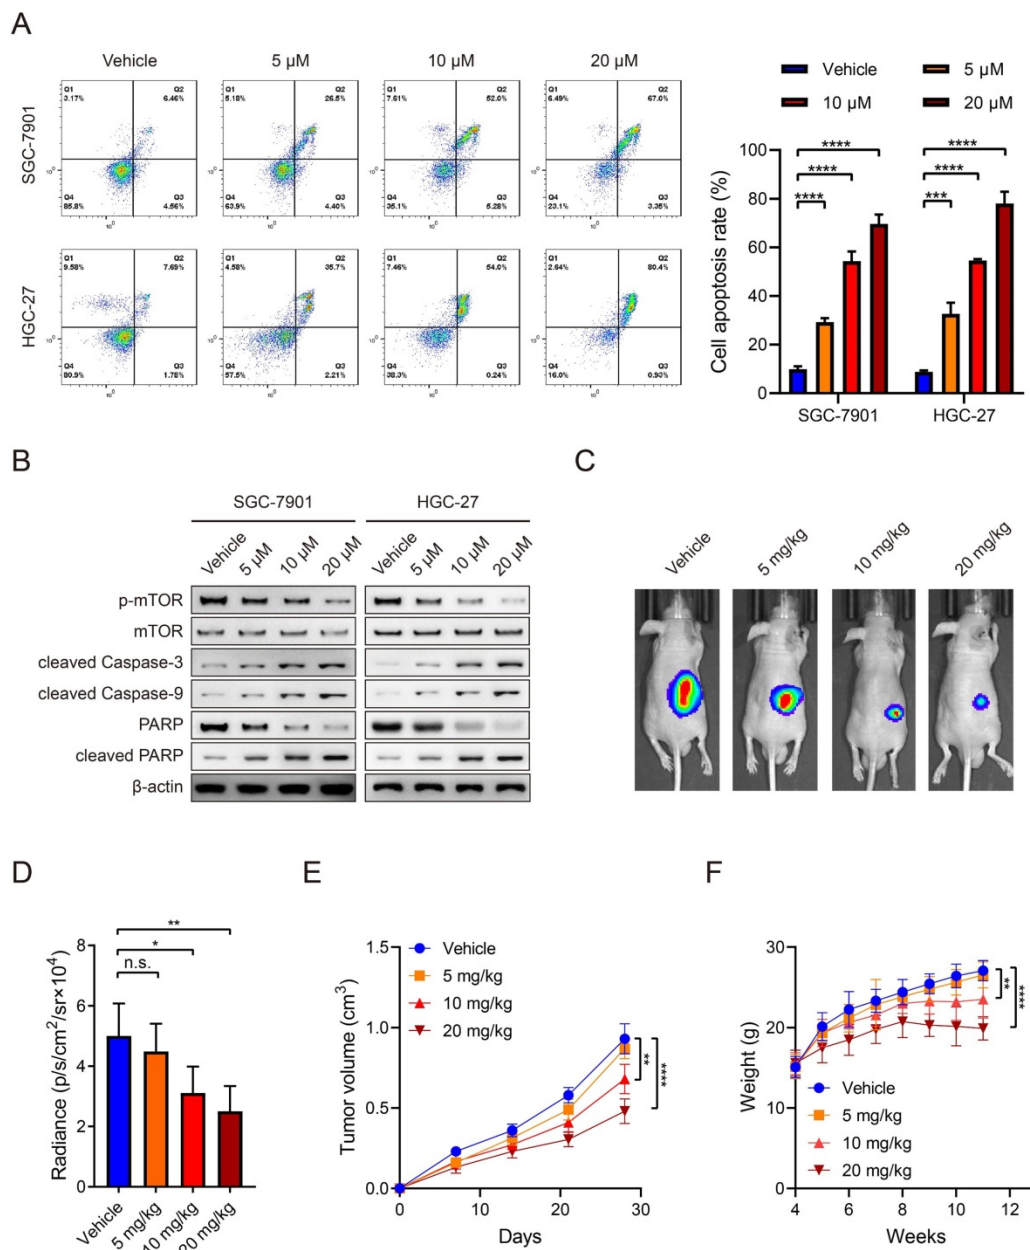 A
Vehicle 5 μM 10 μM 20 μM
SGC-7901
Q1 3.17% Q2 6.46% Q4 85.8% Q3 4.56%
Q1 5.18% Q2 26.5% Q4 63.9% Q3 4.40%
Q1 7.61% Q2 52.0% Q4 35.1% Q3 5.28%
Q1 6.49% Q2 67.0% Q4 23.1% Q3 3.35%
HGC-27
Q1 9.58% Q2 7.69% Q4 80.9% Q3 1.78%
Q1 4.58% Q2 35.7% Q4 57.5% Q3 2.21%
Q1 7.46% Q2 54.0% Q4 38.3% Q3 0.24%
Q1 2.64% Q2 80.4% Q4 16.0% Q3 0.93%
Vehicle 5 μM
10 μM 20 μM
Cell apoptosis rate (%)
100
80
60
40
20
0
**** ****
**** ****
**** ***
SGC-7901 HGC-27
B
SGC-7901 HGC-27
Vehicle 5 μM 10 μM 20 μM Vehicle 5 μM 10 μM 20 μM
p-mTOR
mTOR
cleaved Caspase-3
cleaved Caspase-9
PARP
cleaved PARP
β-actin
C
Vehicle 5 mg/kg 10 mg/kg 20 mg/kg
D
Radiance (p/s/cm²/sr×10⁴)
8
6
4
2
0
**
*
n.s.
Vehicle 5 mg/kg 10 mg/kg 20 mg/kg
E
Tumor volume (cm³)
1.5
1.0
0.5
0.0
Vehicle
5 mg/kg
10 mg/kg
20 mg/kg
** ****
0 10 20 30
Days
F
Weight (g)
30
20
10
0
** ****
Vehicle
5 mg/kg
10 mg/kg
20 mg/kg
4 6 8 10 12
Weeks